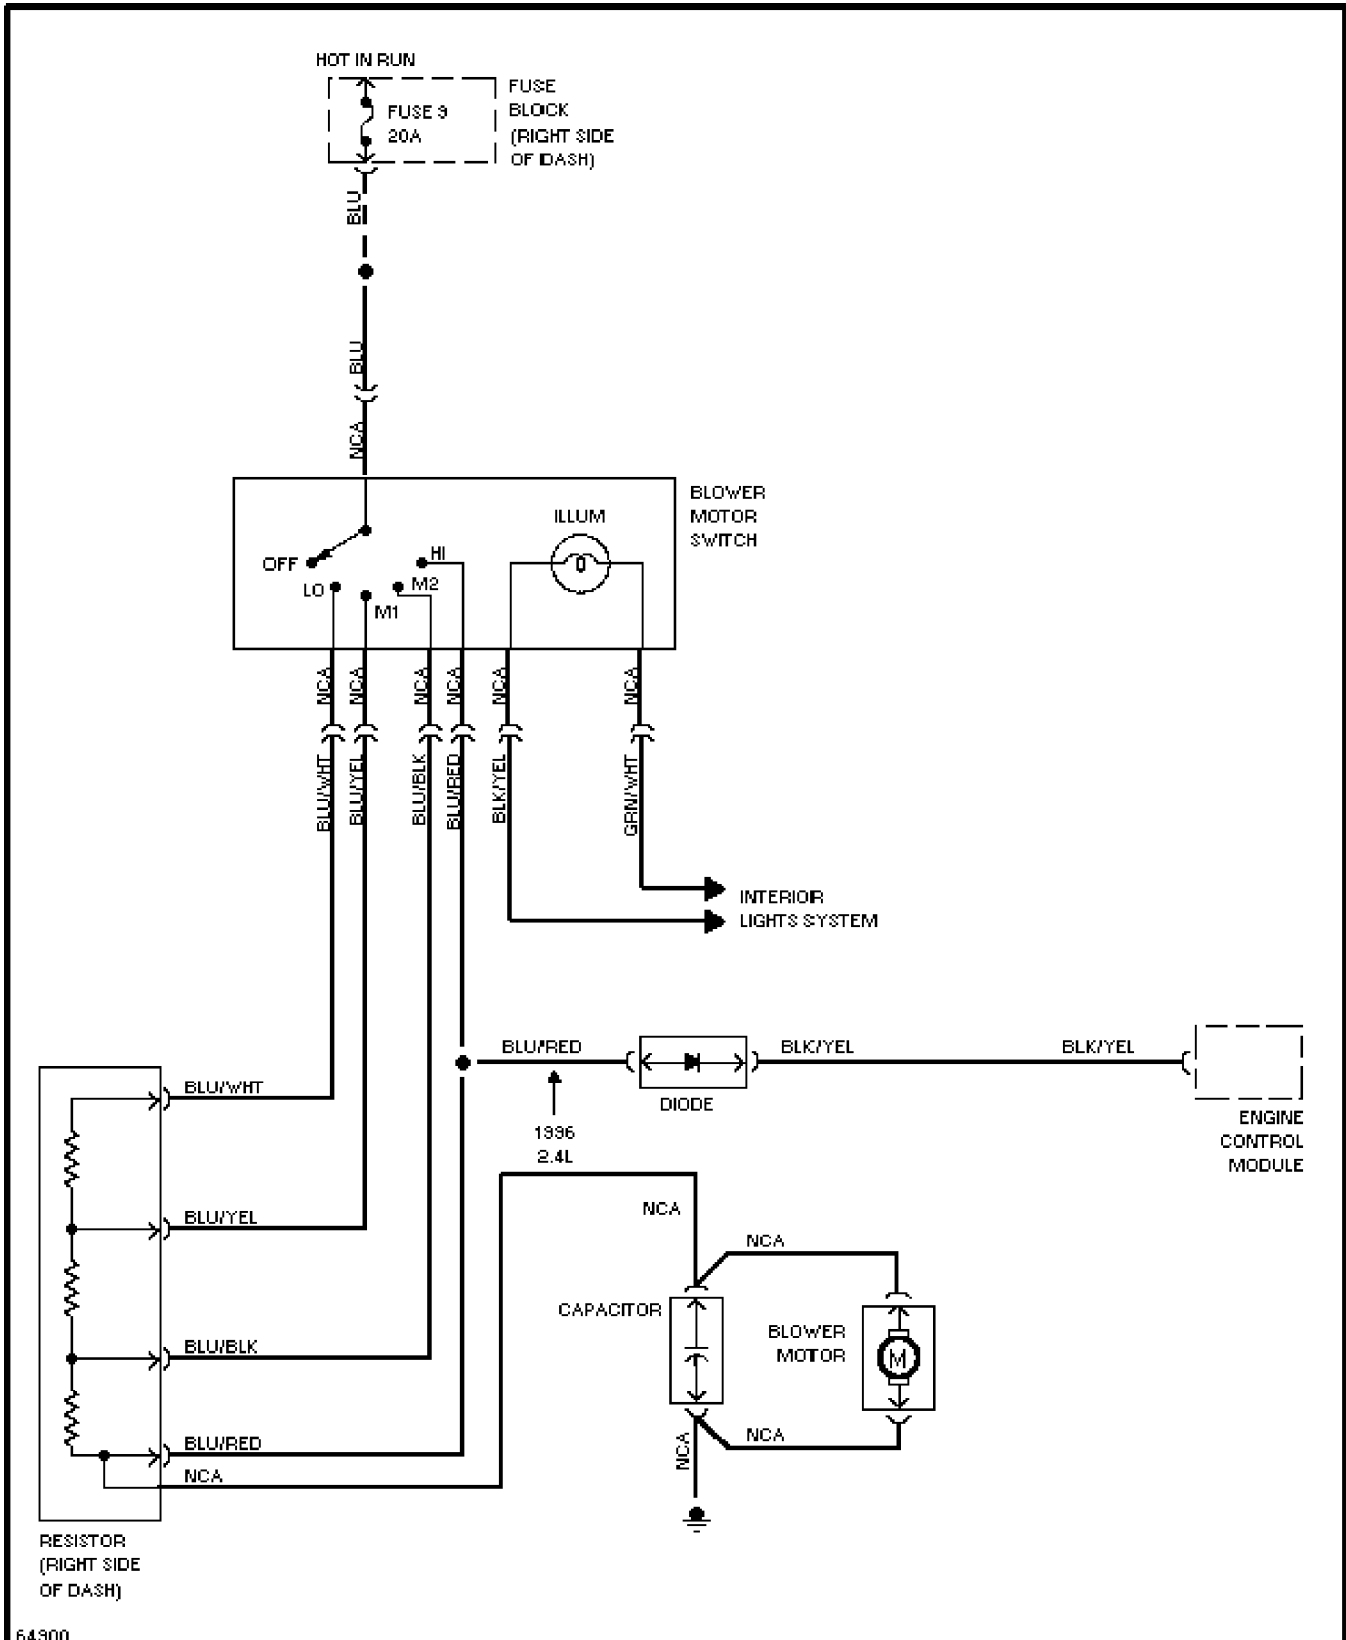 HOT IN RUN
FUSE 9
20A
FUSE
BLOCK
(RIGHT SIDE
OF DASH)
BLU
BLU
NCA
BLOWER
MOTOR
SWITCH
ILLUM
OFF
HI
LO
M2
M1
NCA
NCA
NCA
NCA
NCA
NCA
BLU/WHT
BLU/YEL
BLU/BLK
BLU/RED
BLK/YEL
GRN/WHT
INTERIOR
LIGHTS SYSTEM
BLU/RED
BLK/YEL
BLK/YEL
DIODE
1996
2.4L
ENGINE
CONTROL
MODULE
BLU/WHT
BLU/YEL
BLU/BLK
BLU/RED
NCA
NCA
NCA
CAPACITOR
BLOWER
MOTOR
M
NCA
NCA
RESISTOR
(RIGHT SIDE
OF DASH)
64900